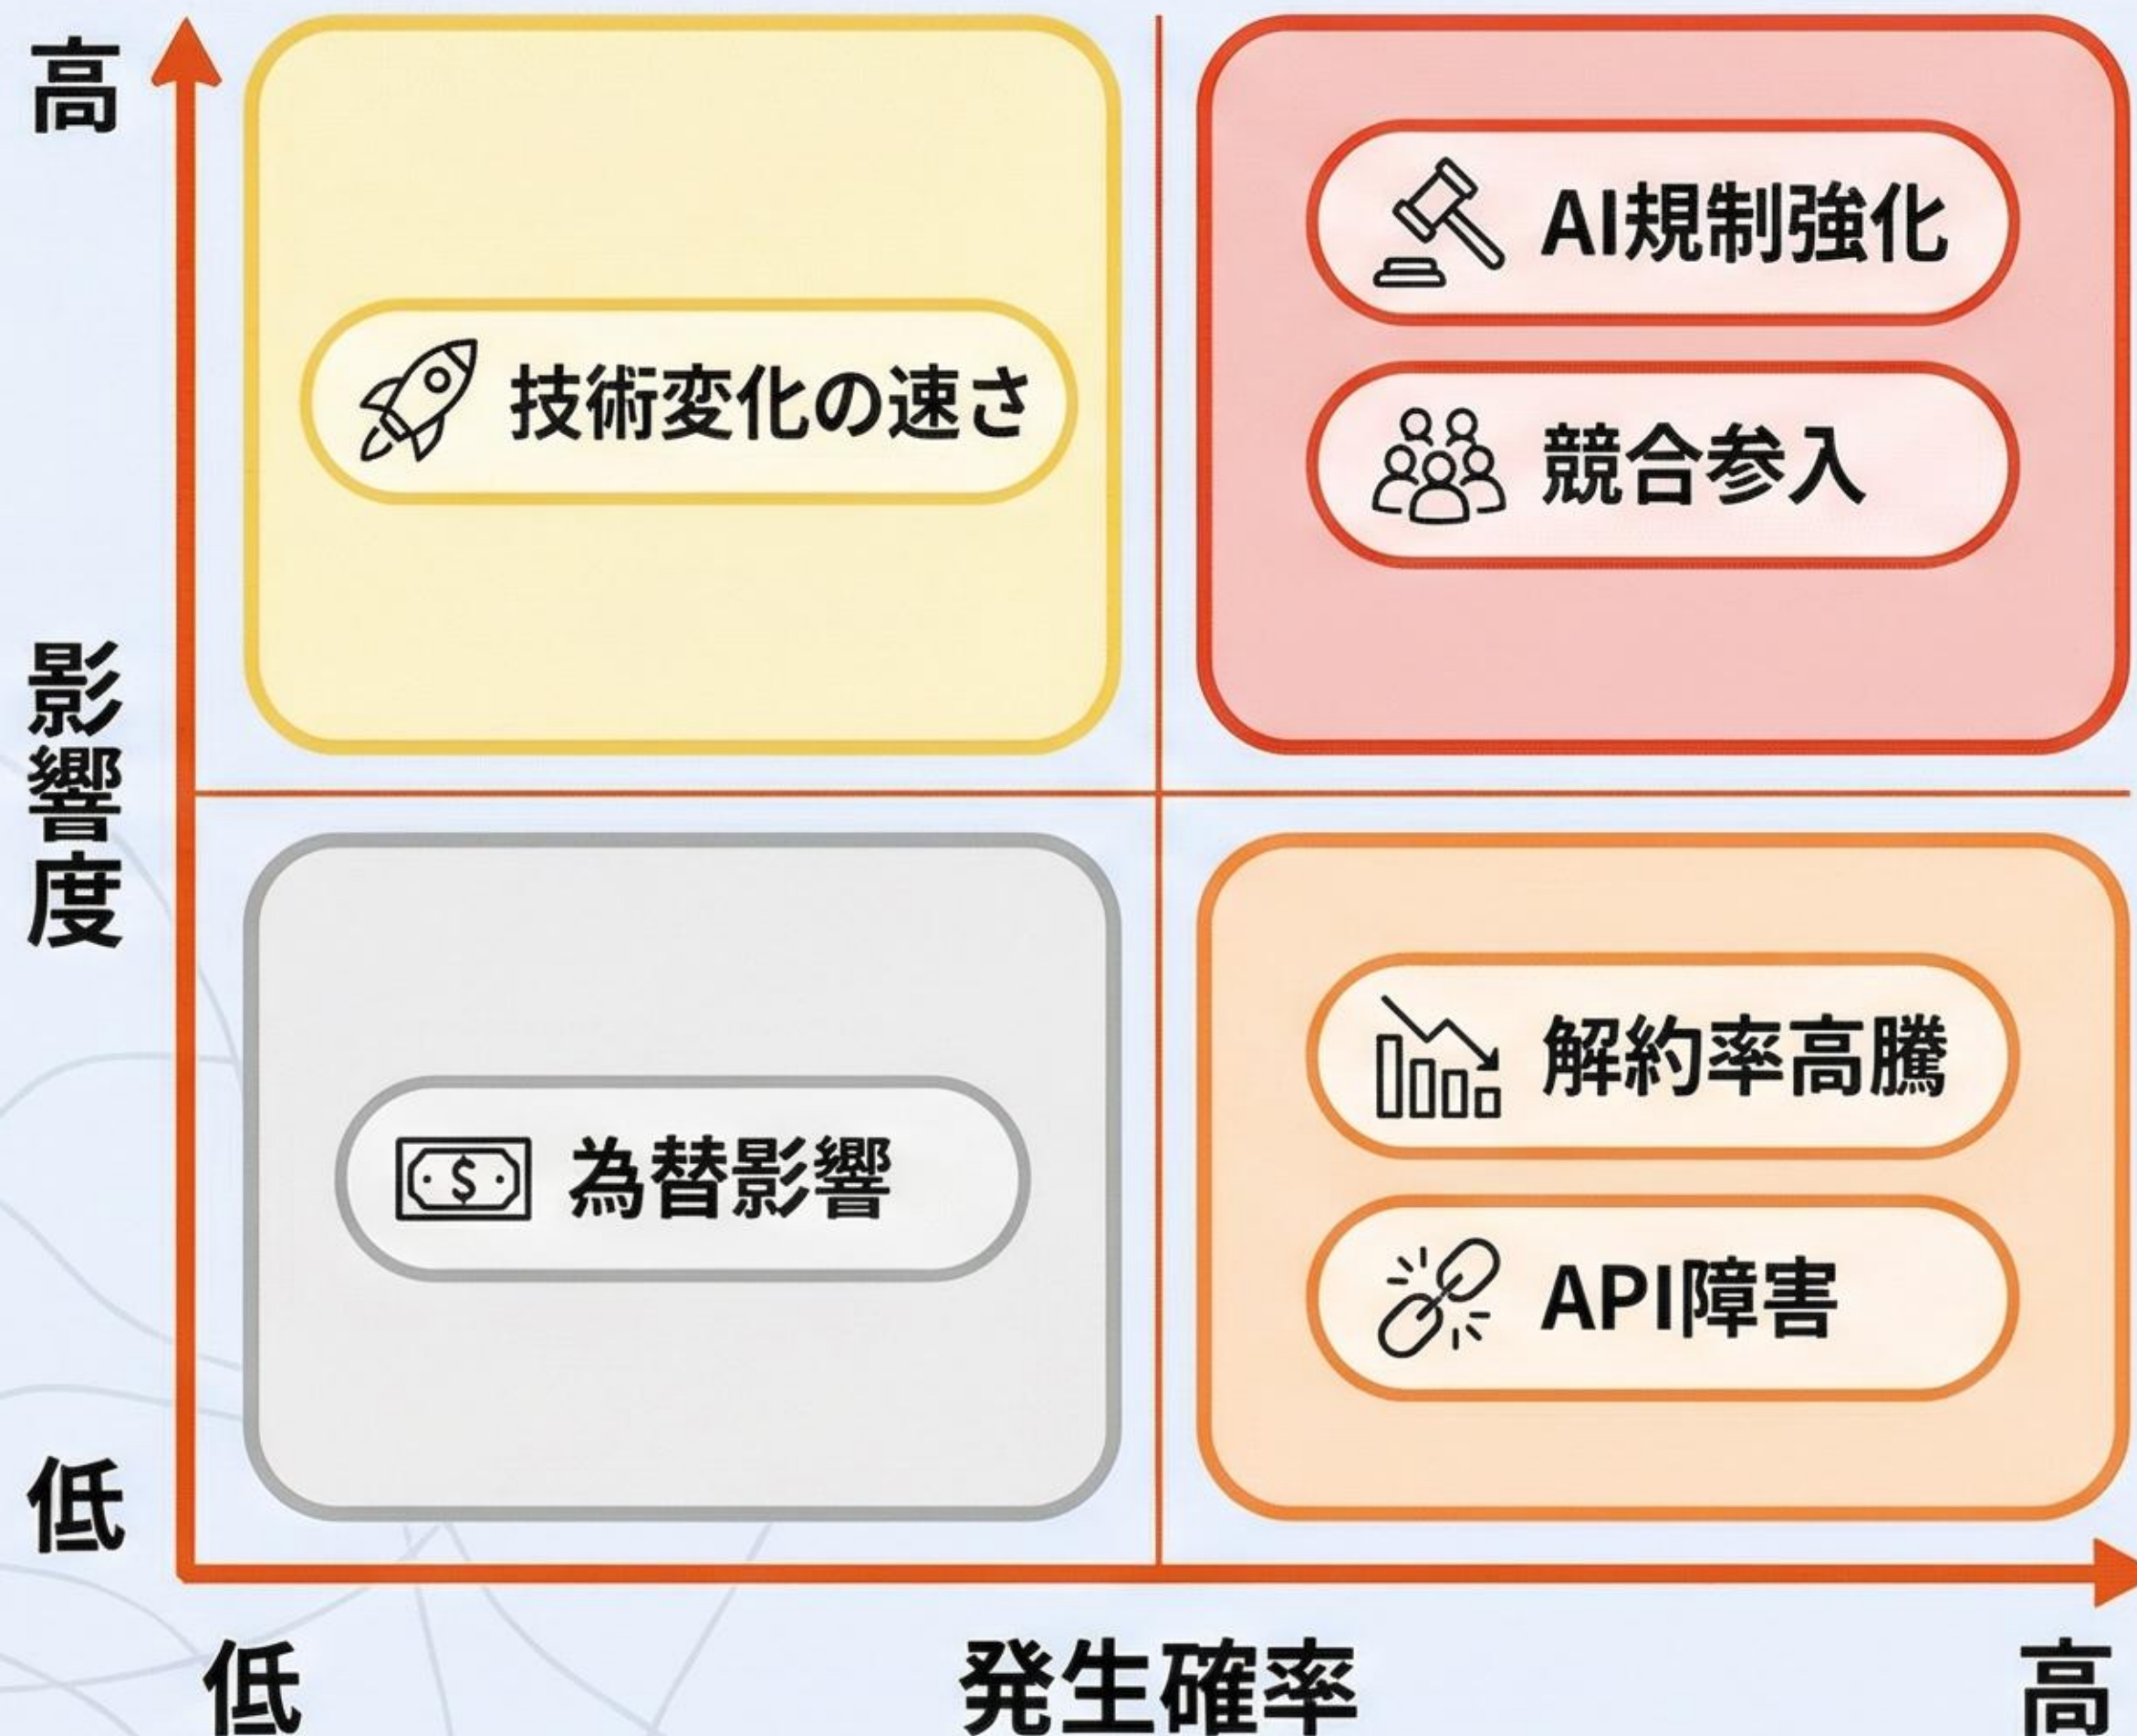 高
影響度
低
技術変化の速さ
AI規制強化
競合参入
為替影響
解約率高騰
API障害
低
発生確率
高